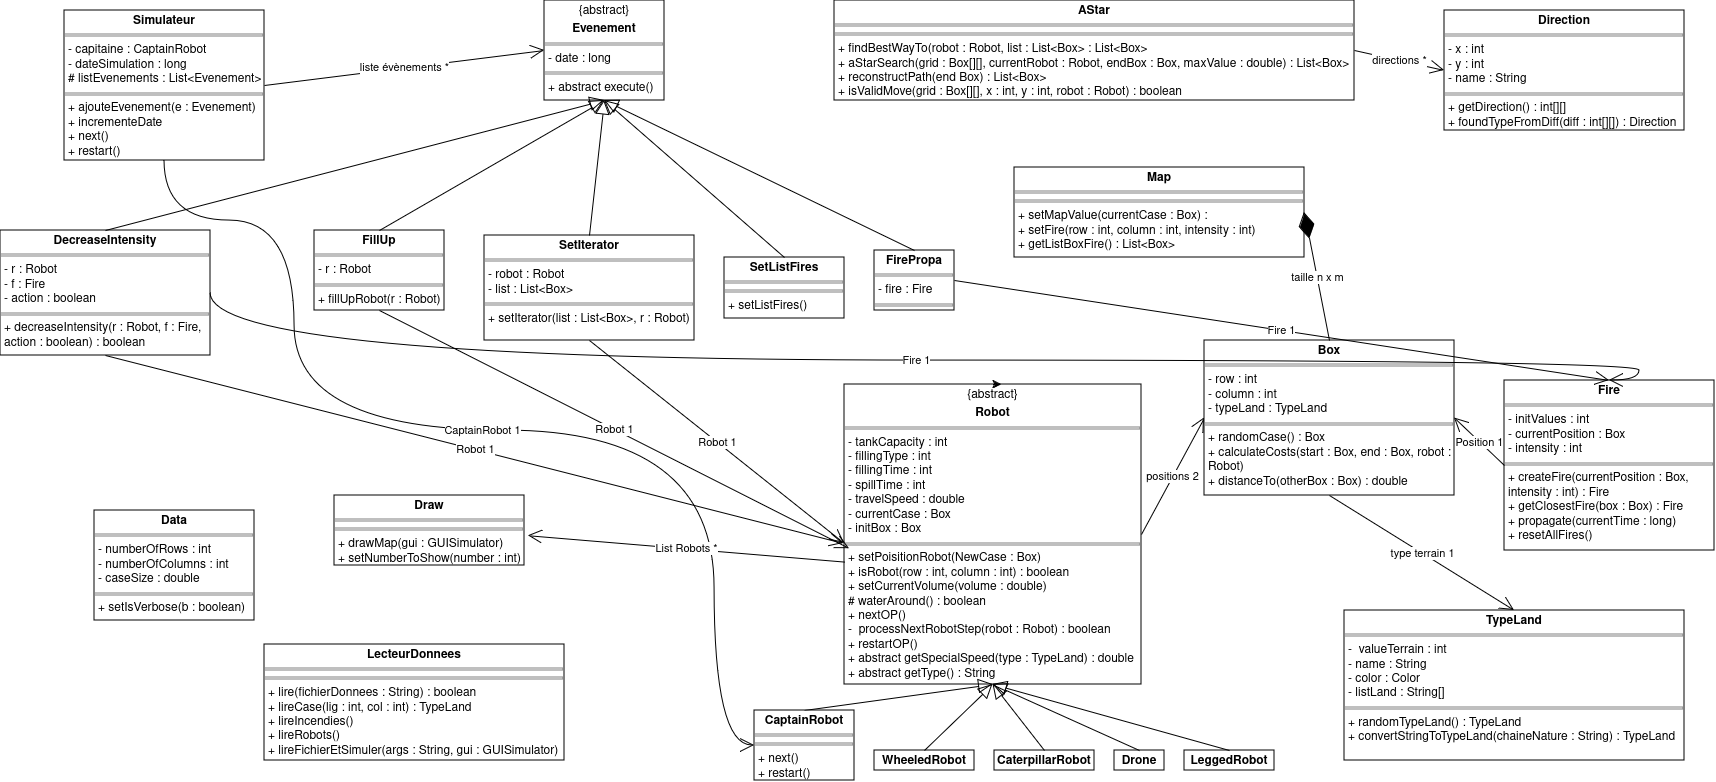 Simulateur
- capitaine : CaptainRobot
- dateSimulation : long
# listEvenements : List<Evenement>
+ ajouteEvenement(e : Evenement)
+ incrementeDate
+ next()
+ restart()
liste évènements *
{abstract}
Evenement
- date : long
+ abstract execute()
AStar
+ findBestWayTo(robot : Robot, list : List<Box> : List<Box>
+ aStarSearch(grid : Box[][], currentRobot : Robot, endBox : Box, maxValue : double) : List<Box>
+ reconstructPath(end Box) : List<Box>
+ isValidMove(grid : Box[][], x : int, y : int, robot : Robot) : boolean
directions *
Direction
- x : int
- y : int
- name : String
+ getDirection() : int[][]
+ foundTypeFromDiff(diff : int[][]) : Direction
Map
+ setMapValue(currentCase : Box) :
+ setFire(row : int, column : int, intensity : int)
+ getListBoxFire() : List<Box>
taille n x m
DecreaseIntensity
- r : Robot
- f : Fire
- action : boolean
+ decreaseIntensity(r : Robot, f : Fire,
action : boolean) : boolean
FillUp
- r : Robot
+ fillUpRobot(r : Robot)
SetIterator
- robot : Robot
- list : List<Box>
+ setIterator(list : List<Box>, r : Robot)
SetListFires
+ setListFires()
FirePropa
- fire : Fire
Fire 1
Fire 1
Box
- row : int
- column : int
- typeLand : TypeLand
+ randomCase() : Box
+ calculateCosts(start : Box, end : Box, robot :
Robot)
+ distanceTo(otherBox : Box) : double
Fire
- initValues : int
- currentPosition : Box
- intensity : int
+ createFire(currentPosition : Box,
intensity : int) : Fire
+ getClosestFire(box : Box) : Fire
+ propagate(currentTime : long)
+ resetAllFires()
Position 1
positions 2
type terrain 1
CaptainRobot 1
Robot 1
Robot 1
Robot 1
{abstract}
Robot
- tankCapacity : int
- fillingType : int
- fillingTime : int
- spillTime : int
- travelSpeed : double
- currentCase : Box
- initBox : Box
+ setPoisitionRobot(NewCase : Box)
+ isRobot(row : int, column : int) : boolean
+ setCurrentVolume(volume : double)
# waterAround() : boolean
+ nextOP()
- processNextRobotStep(robot : Robot) : boolean
+ restartOP()
+ abstract getSpecialSpeed(type : TypeLand) : double
+ abstract getType() : String
Data
- numberOfRows : int
- numberOfColumns : int
- caseSize : double
+ setIsVerbose(b : boolean)
Draw
+ drawMap(gui : GUISimulator)
+ setNumberToShow(number : int)
List Robots *
LecteurDonnees
+ lire(fichierDonnees : String) : boolean
+ lireCase(lig : int, col : int) : TypeLand
+ lireIncendies()
+ lireRobots()
+ lireFichierEtSimuler(args : String, gui : GUISimulator)
TypeLand
- valueTerrain : int
- name : String
- color : Color
- listLand : String[]
+ randomTypeLand() : TypeLand
+ convertStringToTypeLand(chaineNature : String) : TypeLand
CaptainRobot
+ next()
+ restart()
WheeledRobot
CaterpillarRobot
Drone
LeggedRobot